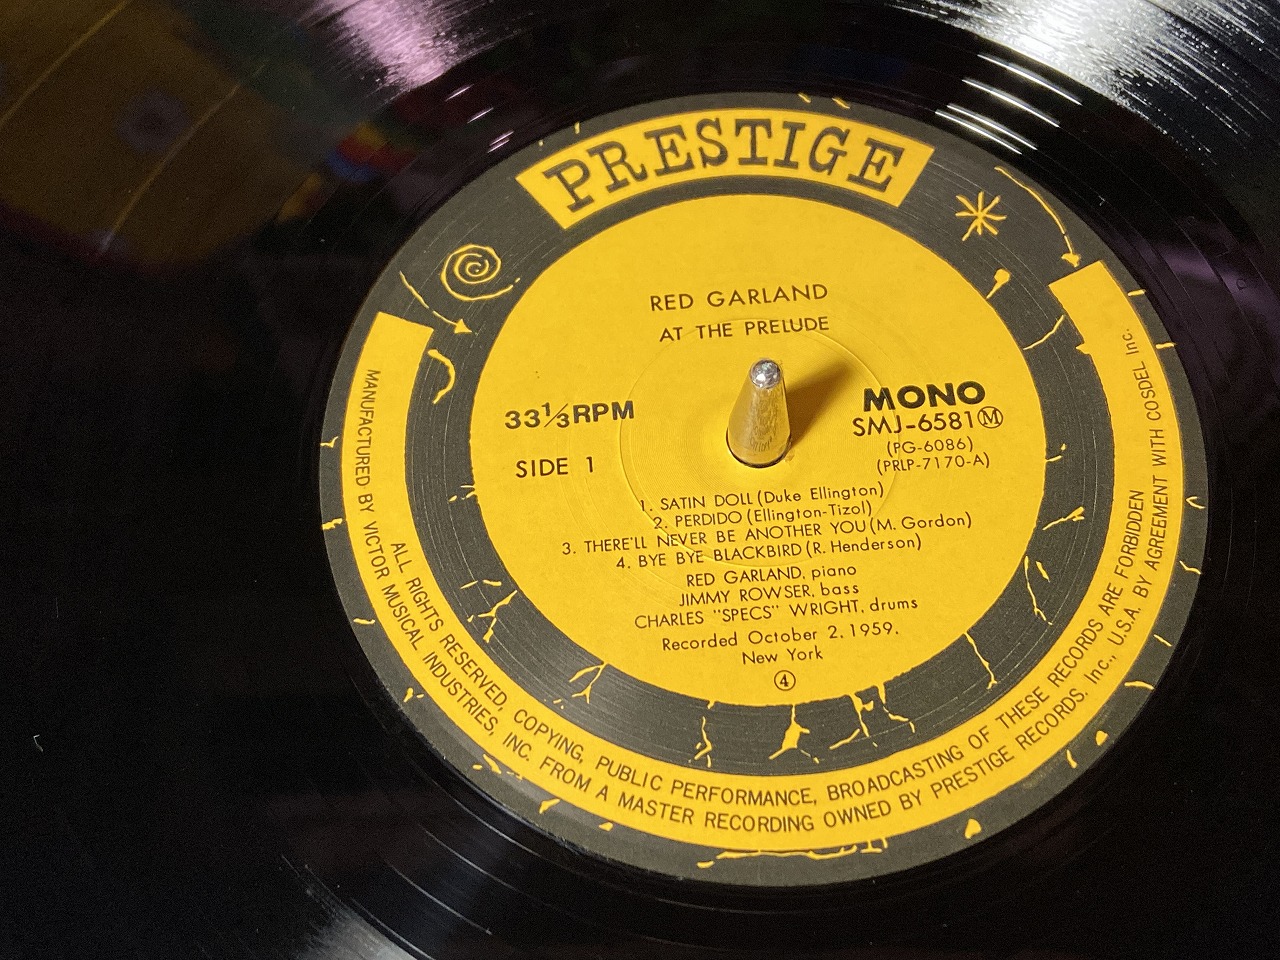 PRESTIGE
RED GARLAND
AT THE PRELUDE
33⅓RPM
SIDE 1
MONO
SMJ-6581Ⓜ
(PG-6086)
(PRLP-7170-A)
1. SATIN DOLL (Duke Ellington)
2. PERDIDO (Ellington-Tizol)
3. THERE'LL NEVER BE ANOTHER YOU (M. Gordon)
4. BYE BYE BLACKBIRD (R. Henderson)
RED GARLAND, piano
JIMMY ROWSER, bass
CHARLES "SPECS" WRIGHT, drums
Recorded October 2, 1959.
New York
④
ALL RIGHTS RESERVED, COPYING, PUBLIC PERFORMANCE, BROADCASTING OF THESE RECORDS ARE FORBIDDEN
MANUFACTURED BY VICTOR MUSICAL INDUSTRIES, INC. FROM A MASTER RECORDING OWNED BY PRESTIGE RECORDS. Inc., U.S.A. BY AGREEMENT WITH COSDEL Inc.